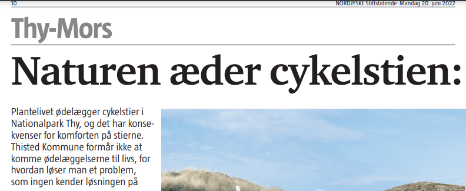 10
NORDJYSKE Stiftstidende Mandag 20. juni 2022
Thy-Mors
Naturen æder cykelstien:
Plantelivet ødelægger cykelstier i
Nationalpark Thy, og det har konse-
kvenser for komforten på stierne.
Thisted Kommune formår ikke at
komme ødelæggelserne til livs, for
hvordan løser man et problem,
som ingen kender løsningen på